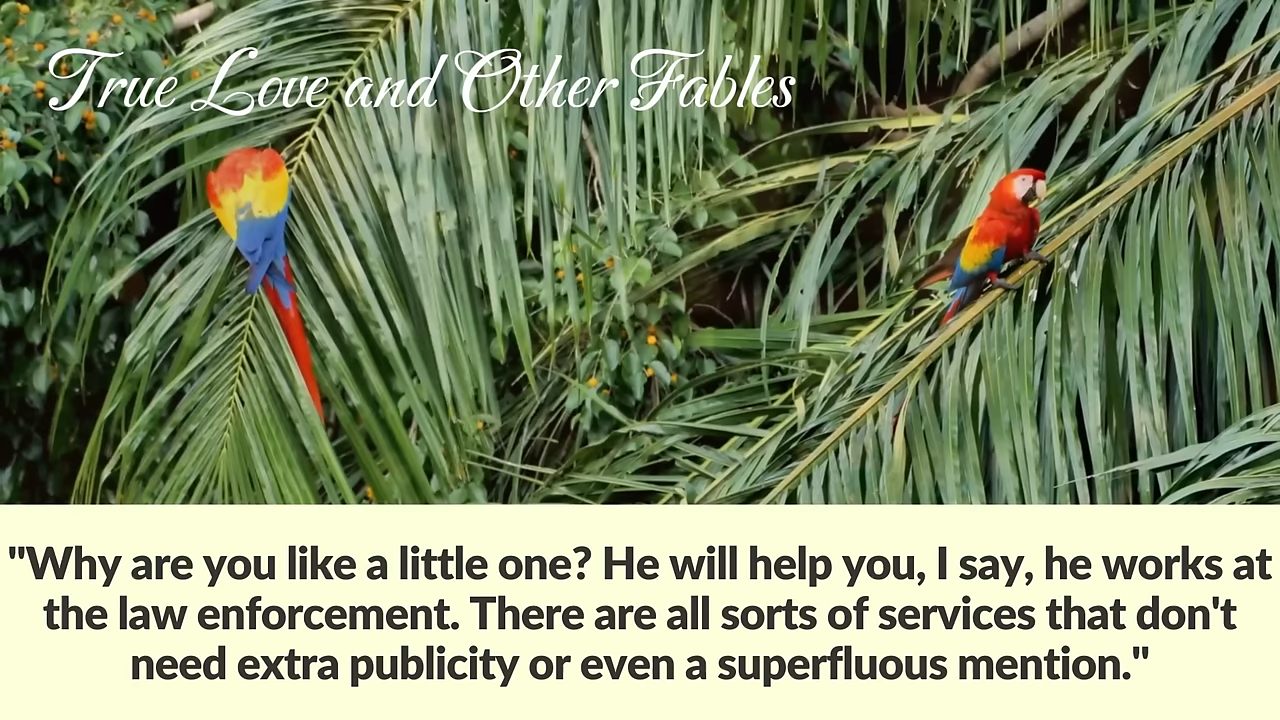 True Love and Other Fables
"Why are you like a little one? He will help you, I say, he works at
the law enforcement. There are all sorts of services that don't
need extra publicity or even a superfluous mention."